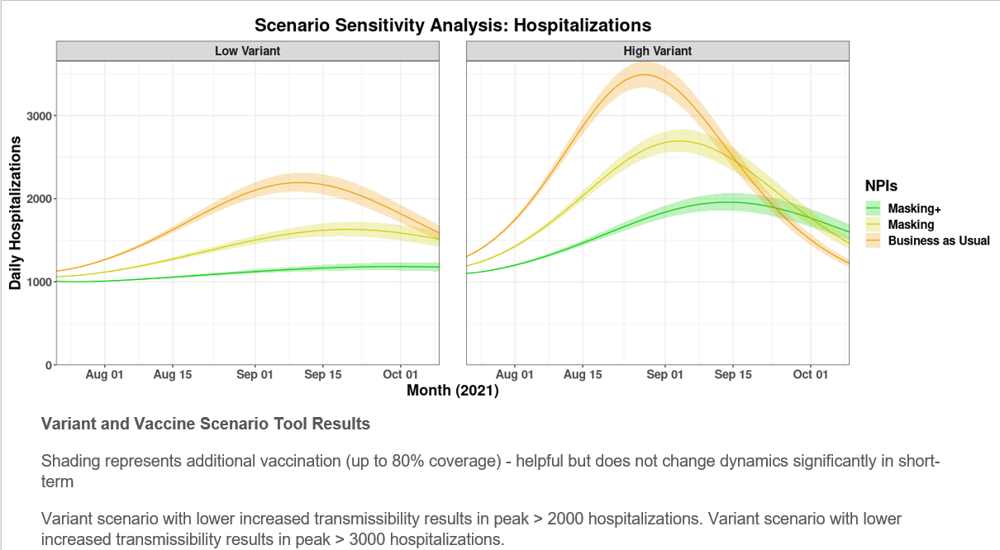 Scenario Sensitivity Analysis: Hospitalizations
Low Variant
High Variant
Daily Hospitalizations
3000
2000
1000
0
Aug 01 Aug 15 Sep 01 Sep 15 Oct 01
Aug 01 Aug 15 Sep 01 Sep 15 Oct 01
Month (2021)
NPIs
Masking+
Masking
Business as Usual
Variant and Vaccine Scenario Tool Results
Shading represents additional vaccination (up to 80% coverage) - helpful but does not change dynamics significantly in short-
term
Variant scenario with lower increased transmissibility results in peak > 2000 hospitalizations. Variant scenario with lower
increased transmissibility results in peak > 3000 hospitalizations.